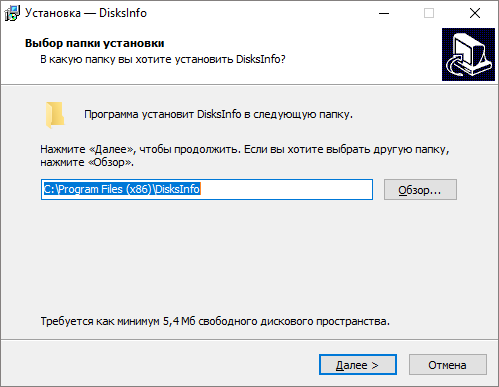 Установка — DisksInfo
Выбор папки установки
В какую папку вы хотите установить DisksInfo?
Программа установит DisksInfo в следующую папку.
Нажмите «Далее», чтобы продолжить. Если вы хотите выбрать другую папку,
нажмите «Обзор».
C:\Program Files (x86)\DisksInfo
Обзор...
Требуется как минимум 5,4 Мб свободного дискового пространства.
Далее >
Отмена